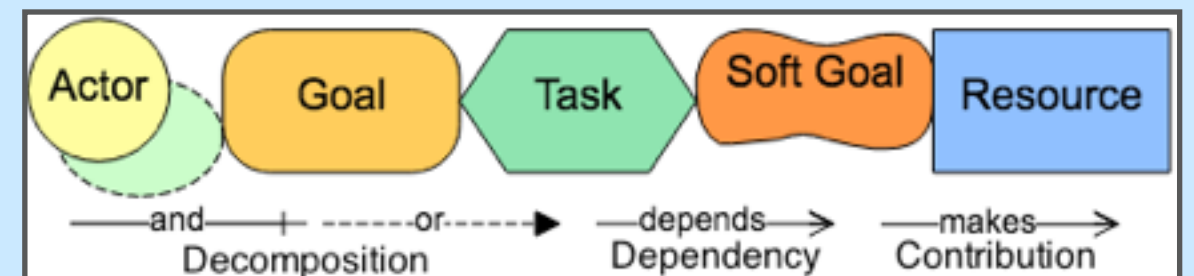 Actor Goal Task Soft Goal Resource
and or depends makes
Decomposition Dependency Contribution